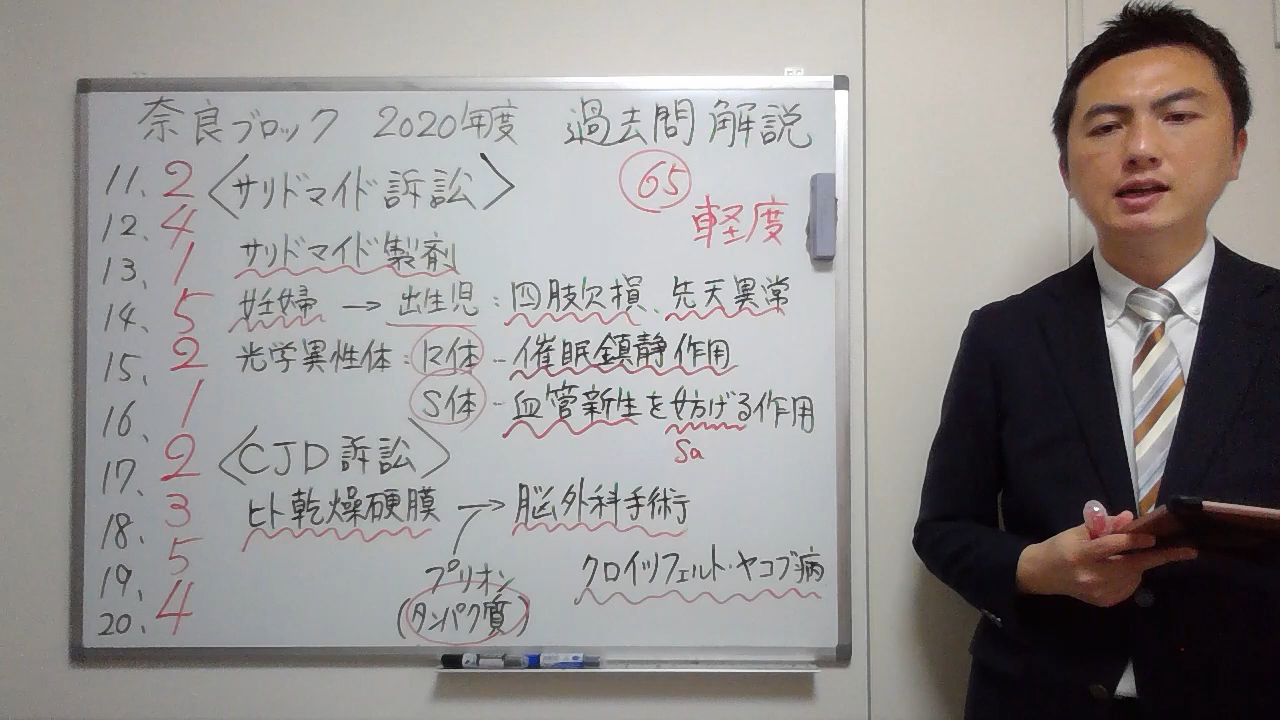 奈良ブロック 2020年度 過去問解説
11. 2 〈サリドマイド訴訟〉 65
12. 4 軽度
13. 1 サリドマイド製剤
14. 5 妊婦 → 出生児:四肢欠損、先天異常
15. 2 光学異性体:R体-催眠鎮静作用
16. 1 S体-血管新生を妨げる作用
Sa
17. 2 〈CJD訴訟〉
18. 3 ヒト乾燥硬膜 → 脳外科手術
19. 5 プリオン クロイツフェルト・ヤコブ病
20. 4 (タンパク質)